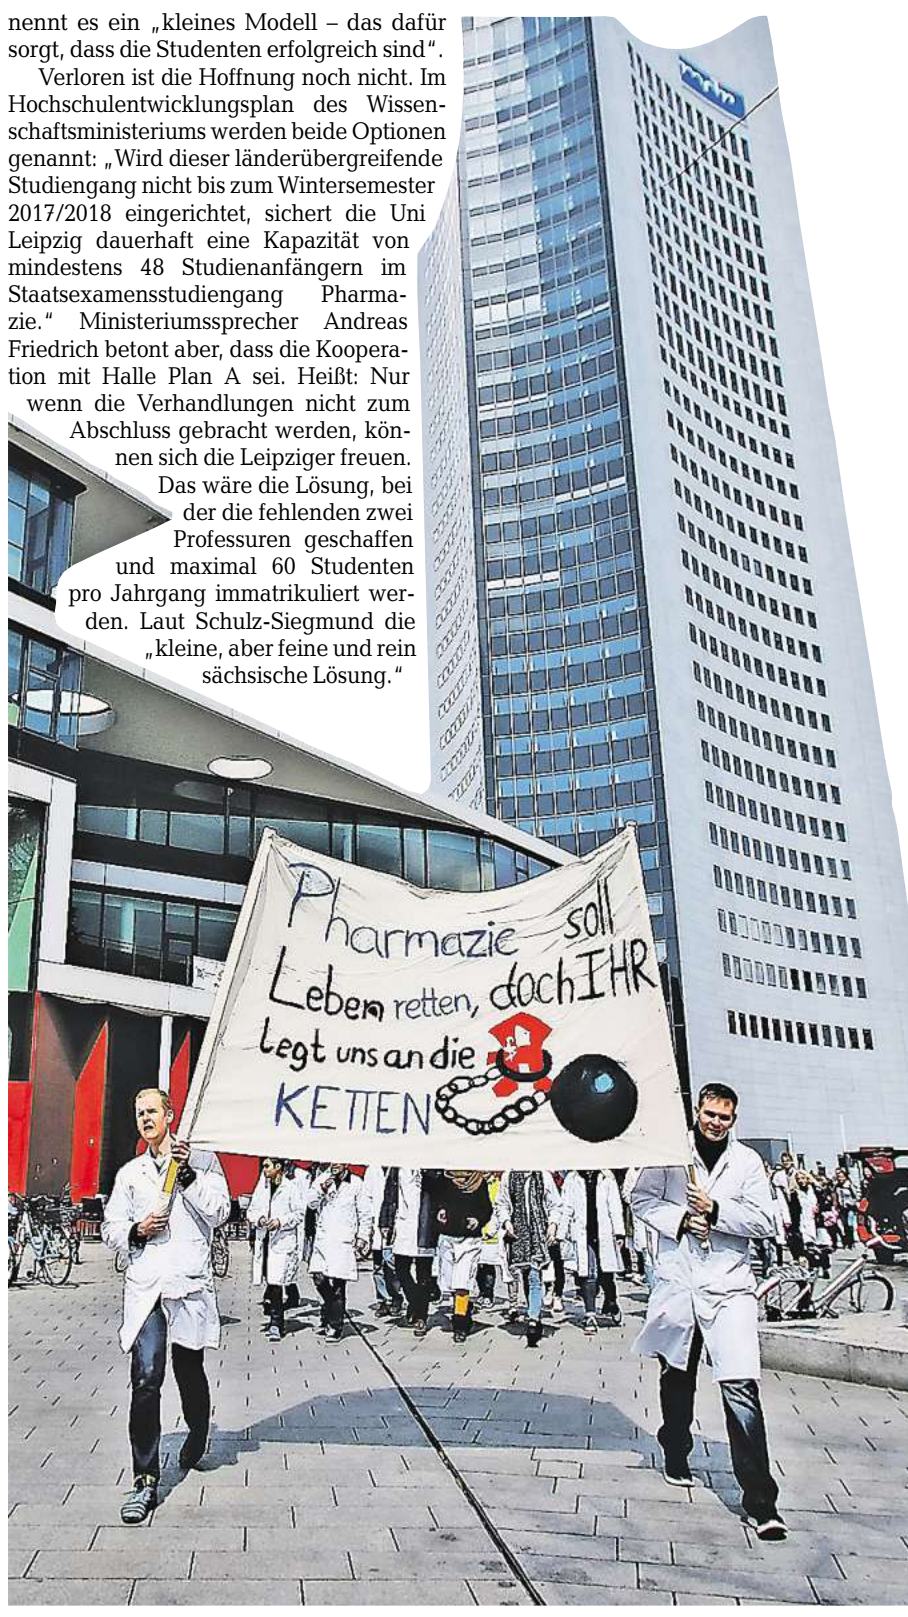 nennt es ein „kleines Modell – das dafür
sorgt, dass die Studenten erfolgreich sind“.
Verloren ist die Hoffnung noch nicht. Im
Hochschulentwicklungsplan des Wissen-
schaftsministeriums werden beide Optionen
genannt: „Wird dieser länderübergreifende
Studiengang nicht bis zum Wintersemester
2017/2018 eingerichtet, sichert die Uni
Leipzig dauerhaft eine Kapazität von
mindestens 48 Studienanfängern im
Staatsexamensstudiengang Pharma-
zie.“ Ministeriumssprecher Andreas
Friedrich betont aber, dass die Koopera-
tion mit Halle Plan A sei. Heißt: Nur
wenn die Verhandlungen nicht zum
Abschluss gebracht werden, kön-
nen sich die Leipziger freuen.
Das wäre die Lösung, bei
der die fehlenden zwei
Professuren geschaffen
und maximal 60 Studenten
pro Jahrgang immatrikuliert wer-
den. Laut Schulz-Siegmund die
„kleine, aber feine und rein
sächsische Lösung.“
mdr
Pharmazie soll
Leben retten, doch IHR
legt uns an die
KETTEN